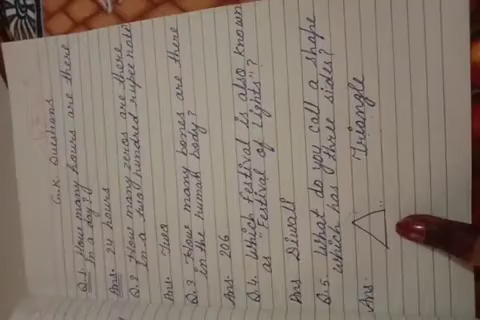 G.K. Questions
Q.1 How many hours are there
in a day?
Ans. 24 hours
Q.2 How many zeros are there
in a two hundred rupee note
Ans. Two
Q.3 How many bones are there
in the human body?
Ans. 206
Q.4. Which festival is also known
as "Festival of Lights"?
Ans Diwali
Q.5. What do you call a shape
which has three sides?
Ans. Triangle